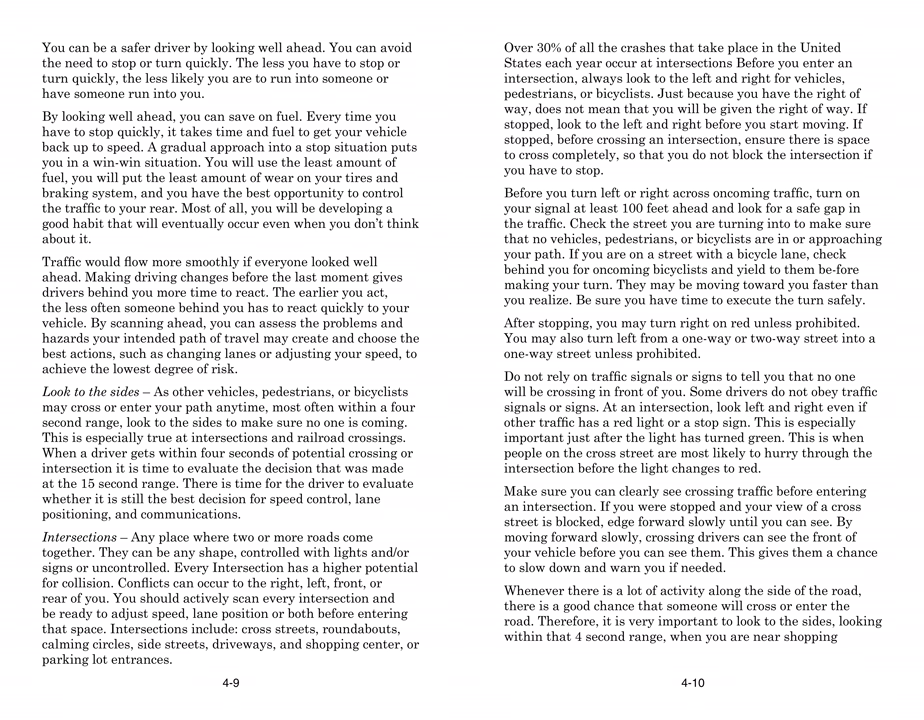 You can be a safer driver by looking well ahead. You can avoid
the need to stop or turn quickly. The less you have to stop or
turn quickly, the less likely you are to run into someone or
have someone run into you.
By looking well ahead, you can save on fuel. Every time you
have to stop quickly, it takes time and fuel to get your vehicle
back up to speed. A gradual approach into a stop situation puts
you in a win-win situation. You will use the least amount of
fuel, you will put the least amount of wear on your tires and
braking system, and you have the best opportunity to control
the traffic to your rear. Most of all, you will be developing a
good habit that will eventually occur even when you don't think
about it.
Traffic would flow more smoothly if everyone looked well
ahead. Making driving changes before the last moment gives
drivers behind you more time to react. The earlier you act,
the less often someone behind you has to react quickly to your
vehicle. By scanning ahead, you can assess the problems and
hazards your intended path of travel may create and choose the
best actions, such as changing lanes or adjusting your speed, to
achieve the lowest degree of risk.
Look to the sides – As other vehicles, pedestrians, or bicyclists
may cross or enter your path anytime, most often within a four
second range, look to the sides to make sure no one is coming.
This is especially true at intersections and railroad crossings.
When a driver gets within four seconds of potential crossing or
intersection it is time to evaluate the decision that was made
at the 15 second range. There is time for the driver to evaluate
whether it is still the best decision for speed control, lane
positioning, and communications.
Intersections – Any place where two or more roads come
together. They can be any shape, controlled with lights and/or
signs or uncontrolled. Every Intersection has a higher potential
for collision. Conflicts can occur to the right, left, front, or
rear of you. You should actively scan every intersection and
be ready to adjust speed, lane position or both before entering
that space. Intersections include: cross streets, roundabouts,
calming circles, side streets, driveways, and shopping center, or
parking lot entrances.
4-9
Over 30% of all the crashes that take place in the United
States each year occur at intersections Before you enter an
intersection, always look to the left and right for vehicles,
pedestrians, or bicyclists. Just because you have the right of
way, does not mean that you will be given the right of way. If
stopped, look to the left and right before you start moving. If
stopped, before crossing an intersection, ensure there is space
to cross completely, so that you do not block the intersection if
you have to stop.
Before you turn left or right across oncoming traffic, turn on
your signal at least 100 feet ahead and look for a safe gap in
the traffic. Check the street you are turning into to make sure
that no vehicles, pedestrians, or bicyclists are in or approaching
your path. If you are on a street with a bicycle lane, check
behind you for oncoming bicyclists and yield to them be-fore
making your turn. They may be moving toward you faster than
you realize. Be sure you have time to execute the turn safely.
After stopping, you may turn right on red unless prohibited.
You may also turn left from a one-way or two-way street into a
one-way street unless prohibited.
Do not rely on traffic signals or signs to tell you that no one
will be crossing in front of you. Some drivers do not obey traffic
signals or signs. At an intersection, look left and right even if
other traffic has a red light or a stop sign. This is especially
important just after the light has turned green. This is when
people on the cross street are most likely to hurry through the
intersection before the light changes to red.
Make sure you can clearly see crossing traffic before entering
an intersection. If you were stopped and your view of a cross
street is blocked, edge forward slowly until you can see. By
moving forward slowly, crossing drivers can see the front of
your vehicle before you can see them. This gives them a chance
to slow down and warn you if needed.
Whenever there is a lot of activity along the side of the road,
there is a good chance that someone will cross or enter the
road. Therefore, it is very important to look to the sides, looking
within that 4 second range, when you are near shopping
4-10